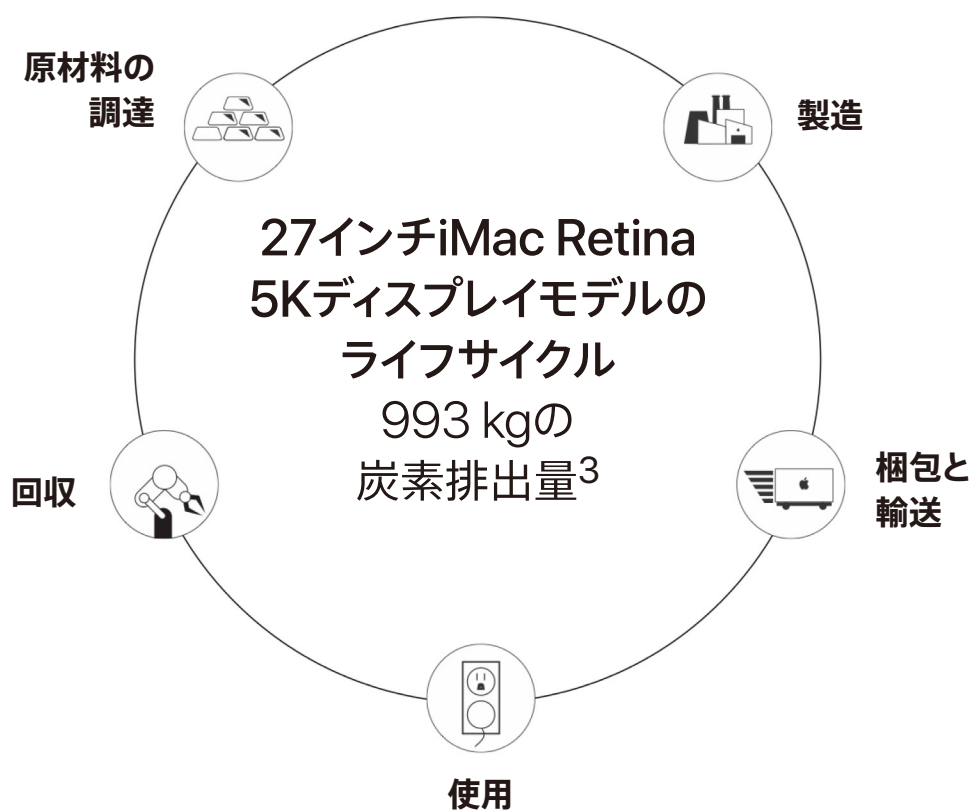 原材料の
調達
製造
27インチiMac Retina
5Kディスプレイモデルの
ライフサイクル
993 kgの
炭素排出量3
回収
梱包と
輸送
使用